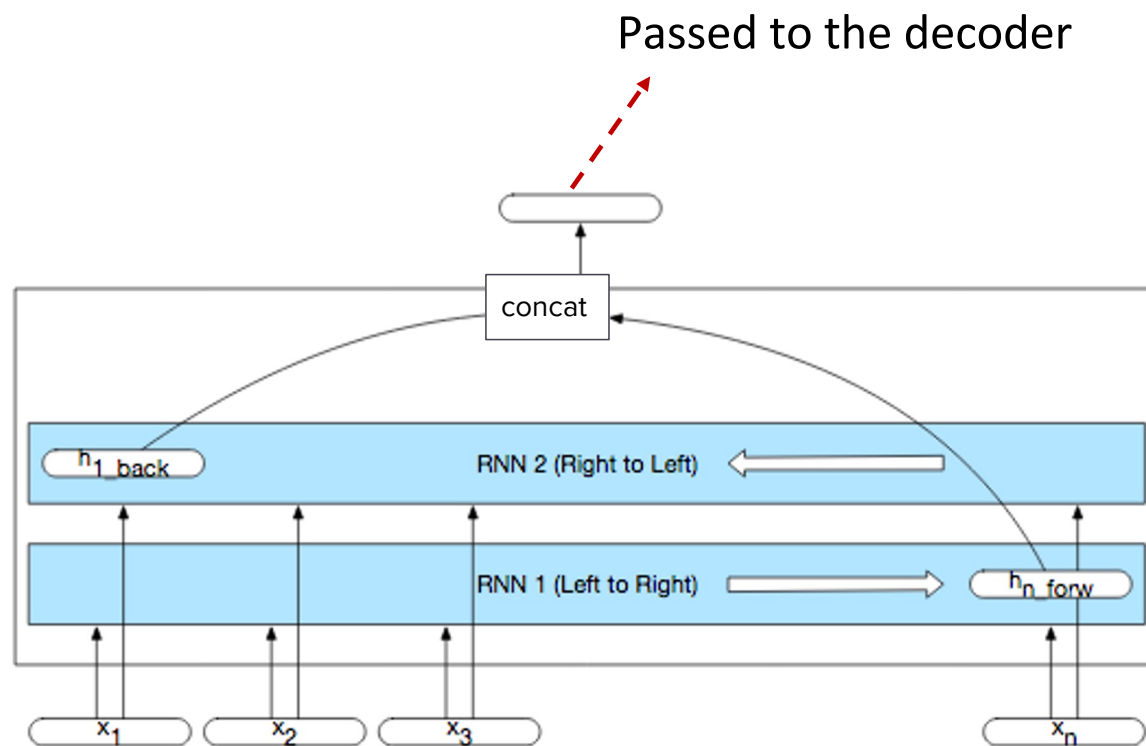 Passed to the decoder
concat
h1_back
RNN 2 (Right to Left)
RNN 1 (Left to Right)
hn_forw
x1 x2 x3 xn